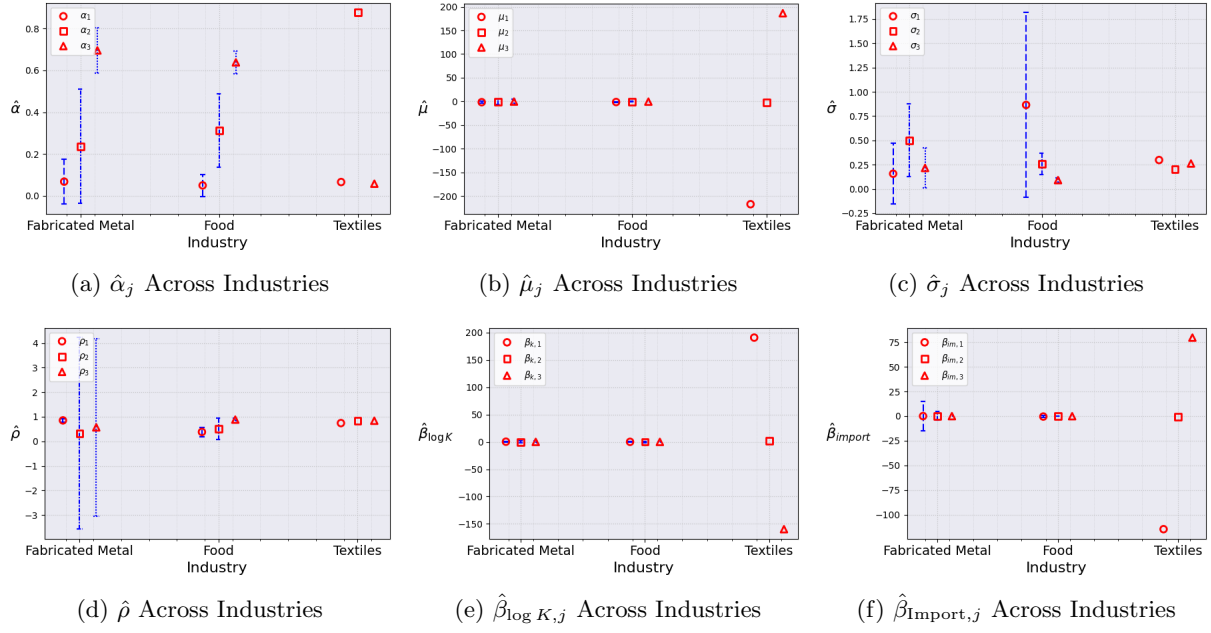 α₁
α₂
α₃
0.8
0.6
0.4
0.2
0.0
α̂
Fabricated Metal
Food
Textiles
Industry
(a) α̂ⱼ Across Industries
μ₁
μ₂
μ₃
200
150
100
50
0
−50
−100
−150
−200
μ̂
Fabricated Metal
Food
Textiles
Industry
(b) μ̂ⱼ Across Industries
σ₁
σ₂
σ₃
1.75
1.50
1.25
1.00
0.75
0.50
0.25
0.00
−0.25
σ̂
Fabricated Metal
Food
Textiles
Industry
(c) σ̂ⱼ Across Industries
ρ₁
ρ₂
ρ₃
4
3
2
1
0
−1
−2
−3
ρ̂
Fabricated Metal
Food
Textiles
Industry
(d) ρ̂ Across Industries
βk,1
βk,2
βk,3
200
150
100
50
0
−50
−100
−150
β̂log K
Fabricated Metal
Food
Textiles
Industry
(e) β̂log K,j Across Industries
βim,1
βim,2
βim,3
75
50
25
0
−25
−50
−75
−100
β̂import
Fabricated Metal
Food
Textiles
Industry
(f) β̂Import,j Across Industries